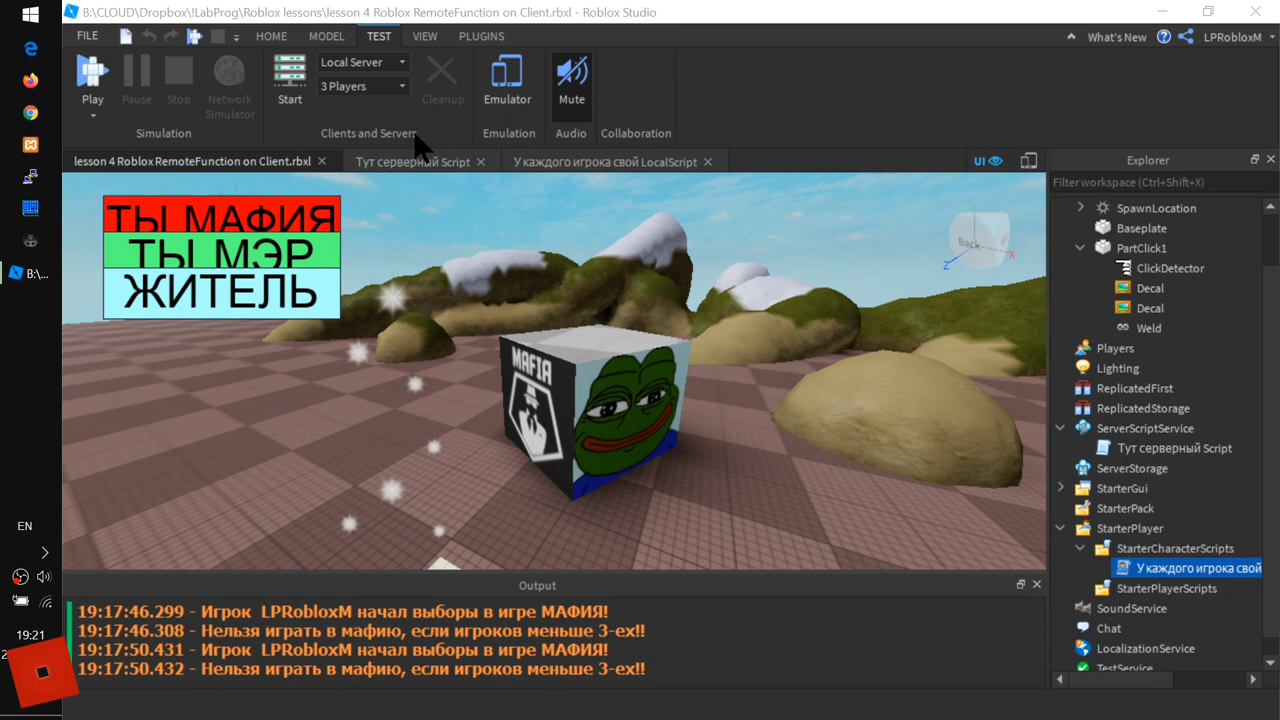 B:\CLOUD\Dropbox\!LabProg\Roblox lessons\lesson 4 Roblox RemoteFunction on Client.rbxl - Roblox Studio
FILE HOME MODEL TEST VIEW PLUGINS What's New LPRobloxM
Play Pause Stop Network Simulator
Simulation
Start Local Server 3 Players Cleanup
Clients and Servers
Emulator
Emulation
Mute
Audio
Collaboration
lesson 4 Roblox RemoteFunction on Client.rbxl
Тут серверный Script
У каждого игрока свой LocalScript
UI
ТЫ МАФИЯ
ТЫ МЭР
ЖИТЕЛЬ
MAFIA
Back
X
Z
Explorer
Filter workspace (Ctrl+Shift+X)
SpawnLocation
Baseplate
PartClick1
ClickDetector
Decal
Decal
Weld
Players
Lighting
ReplicatedFirst
ReplicatedStorage
ServerScriptService
Тут серверный Script
ServerStorage
StarterGui
StarterPack
StarterPlayer
StarterCharacterScripts
У каждого игрока свой
StarterPlayerScripts
SoundService
Chat
LocalizationService
TestService
Output
19:17:46.299 - Игрок  LPRobloxM начал выборы в игре МАФИЯ!
19:17:46.308 - Нельзя играть в мафию, если игроков меньше 3-ех!!
19:17:50.431 - Игрок  LPRobloxM начал выборы в игре МАФИЯ!
19:17:50.432 - Нельзя играть в мафию, если игроков меньше 3-ех!!
B:\...
EN
19:21